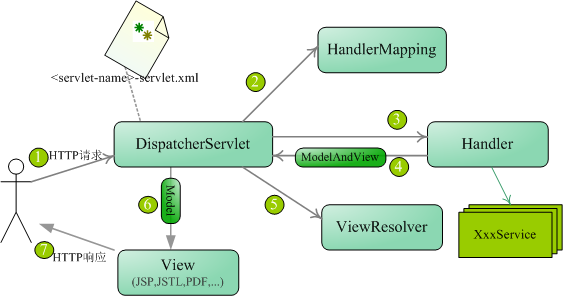 <servlet-name>-servlet.xml
HandlerMapping
2
3
DispatcherServlet
Handler
1
HTTP请求
ModelAndView
4
Model
6
5
ViewResolver
XxxService
7
HTTP响应
View
(JSP,JSTL,PDF,...)